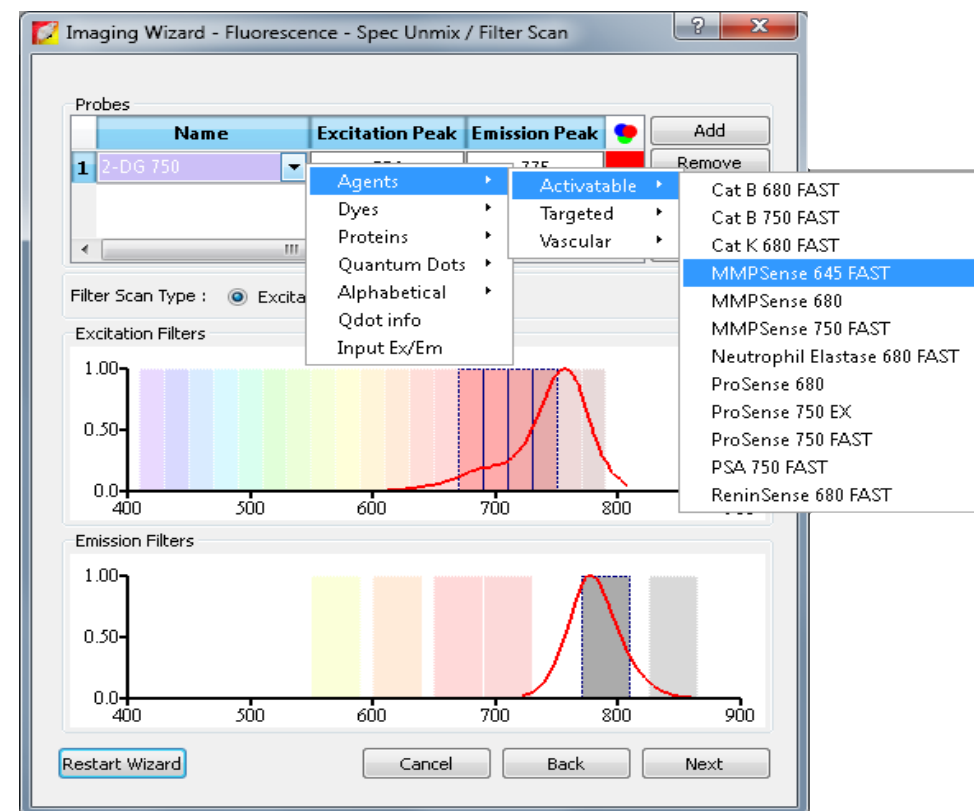 Imaging Wizard - Fluorescence - Spec Unmix / Filter Scan
? X
Probes
Name Excitation Peak Emission Peak Add
1 2-DG 750 775 Remove
Agents
Dyes
Proteins
Quantum Dots
Alphabetical
Qdot info
Input Ex/Em
Activatable
Targeted
Vascular
Cat B 680 FAST
Cat B 750 FAST
Cat K 680 FAST
MMPSense 645 FAST
MMPSense 680
MMPSense 750 FAST
Neutrophil Elastase 680 FAST
ProSense 680
ProSense 750 EX
ProSense 750 FAST
PSA 750 FAST
ReninSense 680 FAST
Filter Scan Type : Excita
Excitation Filters
1.00
0.50
0.0
400 500 600 700 800 900
Emission Filters
1.00
0.50
0.0
400 500 600 700 800 900
Restart Wizard Cancel Back Next